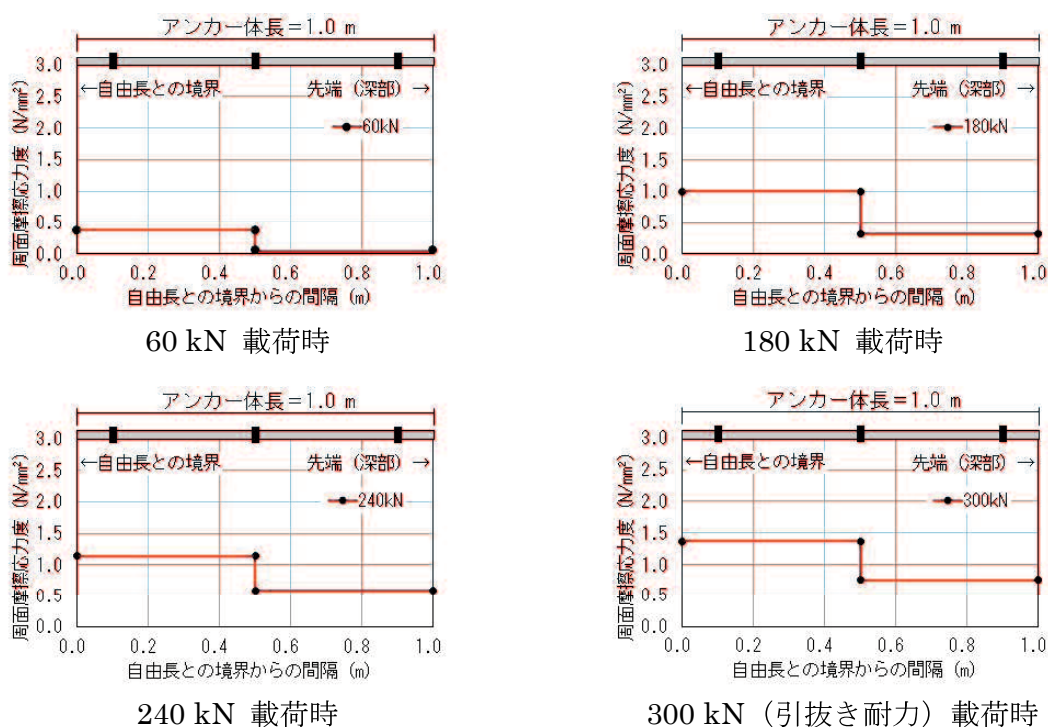 アンカー体長=1.0 m
3.0
2.5
2.0
1.5
1.0
0.5
0.0
周面摩擦応力度 (N/mm²)
←自由長との境界 先端（深部）→
60kN
0.0 0.2 0.4 0.6 0.8 1.0
自由長との境界からの間隔 (m)
60 kN 載荷時
アンカー体長=1.0 m
3.0
2.5
2.0
1.5
1.0
0.5
0.0
周面摩擦応力度 (N/mm²)
←自由長との境界 先端（深部）→
180kN
0.0 0.2 0.4 0.6 0.8 1.0
自由長との境界からの間隔 (m)
180 kN 載荷時
アンカー体長=1.0 m
3.0
2.5
2.0
1.5
1.0
0.5
0.0
周面摩擦応力度 (N/mm²)
←自由長との境界 先端（深部）→
240kN
0.0 0.2 0.4 0.6 0.8 1.0
自由長との境界からの間隔 (m)
240 kN 載荷時
アンカー体長=1.0 m
3.0
2.5
2.0
1.5
1.0
0.5
0.0
周面摩擦応力度 (N/mm²)
←自由長との境界 先端（深部）→
300kN
0.0 0.2 0.4 0.6 0.8 1.0
自由長との境界からの間隔 (m)
300 kN（引抜き耐力）載荷時